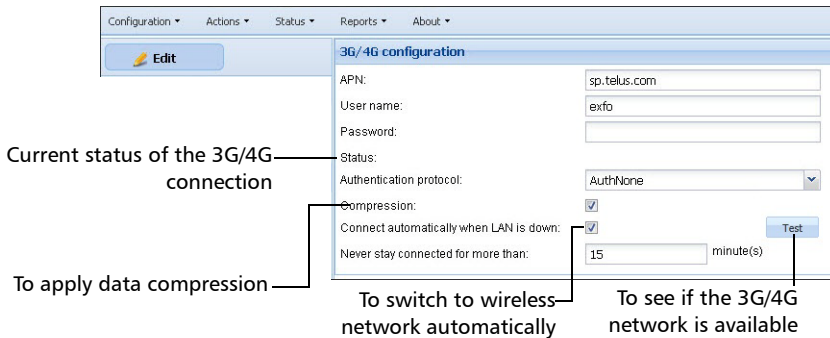 Configuration Actions Status Reports About
Edit
3G/4G configuration
APN: sp.telus.com
User name: exfo
Password:
Status:
Authentication protocol: AuthNone
Compression:
Connect automatically when LAN is down: Test
Never stay connected for more than: 15 minute(s)
Current status of the 3G/4G
connection
To apply data compression
To switch to wireless
network automatically
To see if the 3G/4G
network is available